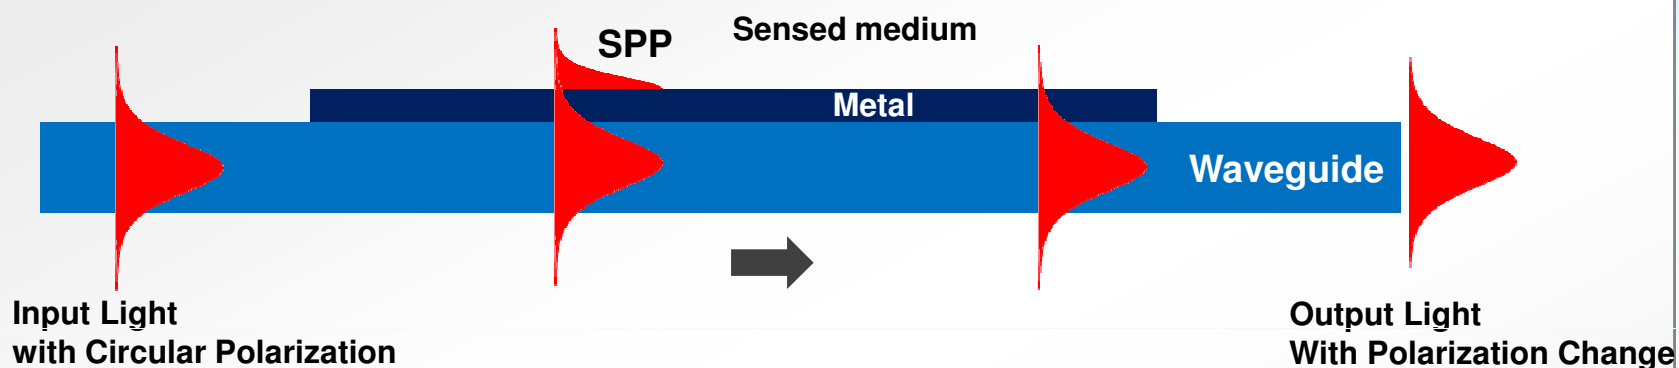 SPP
Sensed medium
Metal
Waveguide
Input Light
with Circular Polarization
Output Light
With Polarization Change